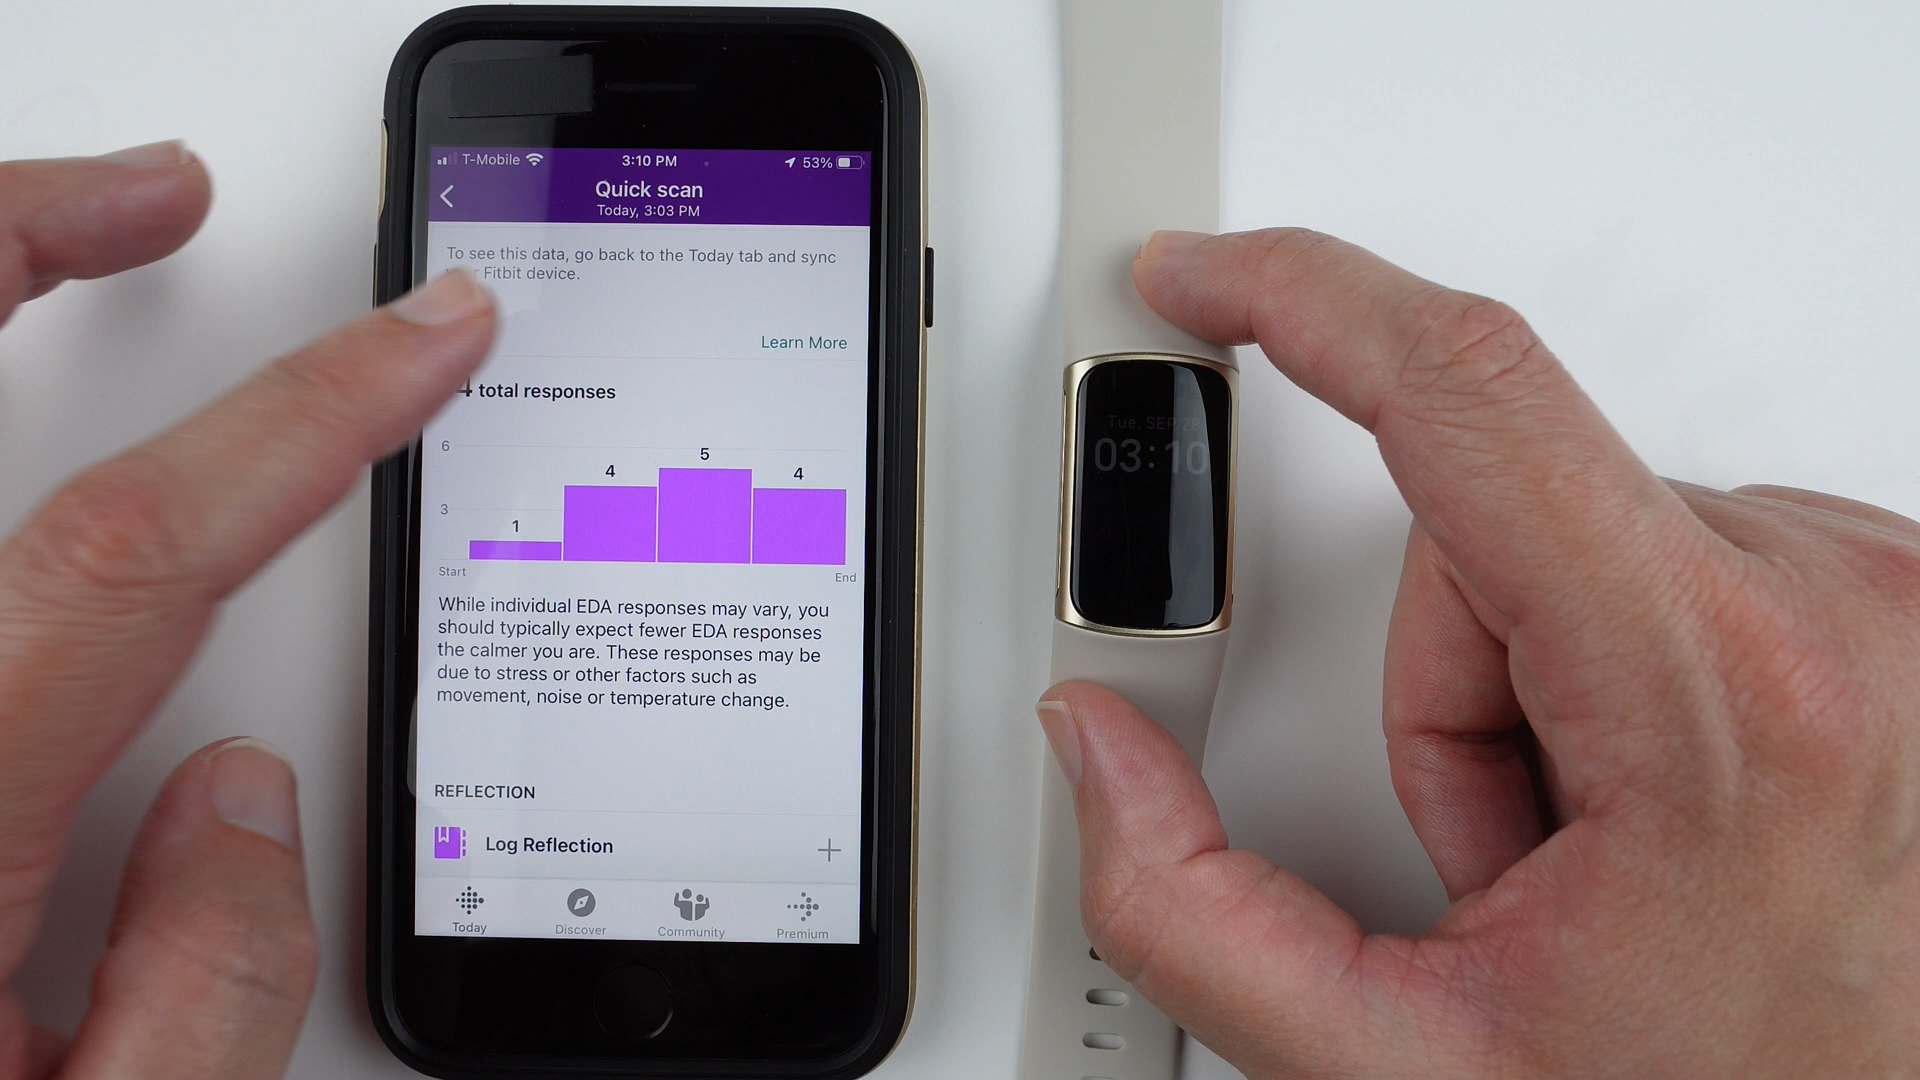 T-Mobile 3:10 PM 53%
Quick scan
Today, 3:03 PM
To see this data, go back to the Today tab and sync
Fitbit device.
Learn More
total responses
6
5
4
4
3
1
Start
End
While individual EDA responses may vary, you
should typically expect fewer EDA responses
the calmer you are. These responses may be
due to stress or other factors such as
movement, noise or temperature change.
REFLECTION
Log Reflection
Today
Discover
Community
Premium
Tue, SEP 28
03:10